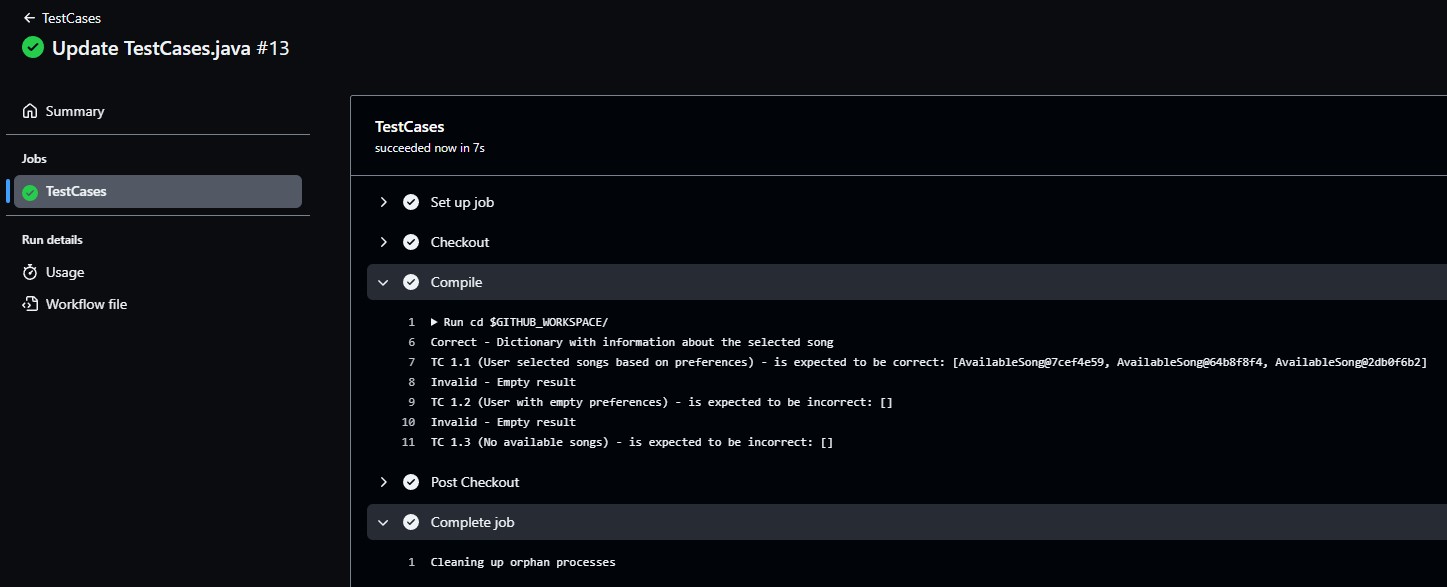 ← TestCases
Update TestCases.java #13
Summary
Jobs
TestCases
Run details
Usage
Workflow file
TestCases
succeeded now in 7s
Set up job
Checkout
Compile
1 ▶ Run cd $GITHUB_WORKSPACE/
6 Correct - Dictionary with information about the selected song
7 TC 1.1 (User selected songs based on preferences) - is expected to be correct: [AvailableSong@7cef4e59, AvailableSong@64b8f8f4, AvailableSong@2db0f6b2]
8 Invalid - Empty result
9 TC 1.2 (User with empty preferences) - is expected to be incorrect: []
10 Invalid - Empty result
11 TC 1.3 (No available songs) - is expected to be incorrect: []
Post Checkout
Complete job
1 Cleaning up orphan processes